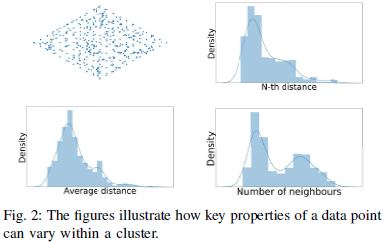 Density
N-th distance
Density
Average distance
Density
Number of neighbours
Fig. 2: The figures illustrate how key properties of a data point
can vary within a cluster.